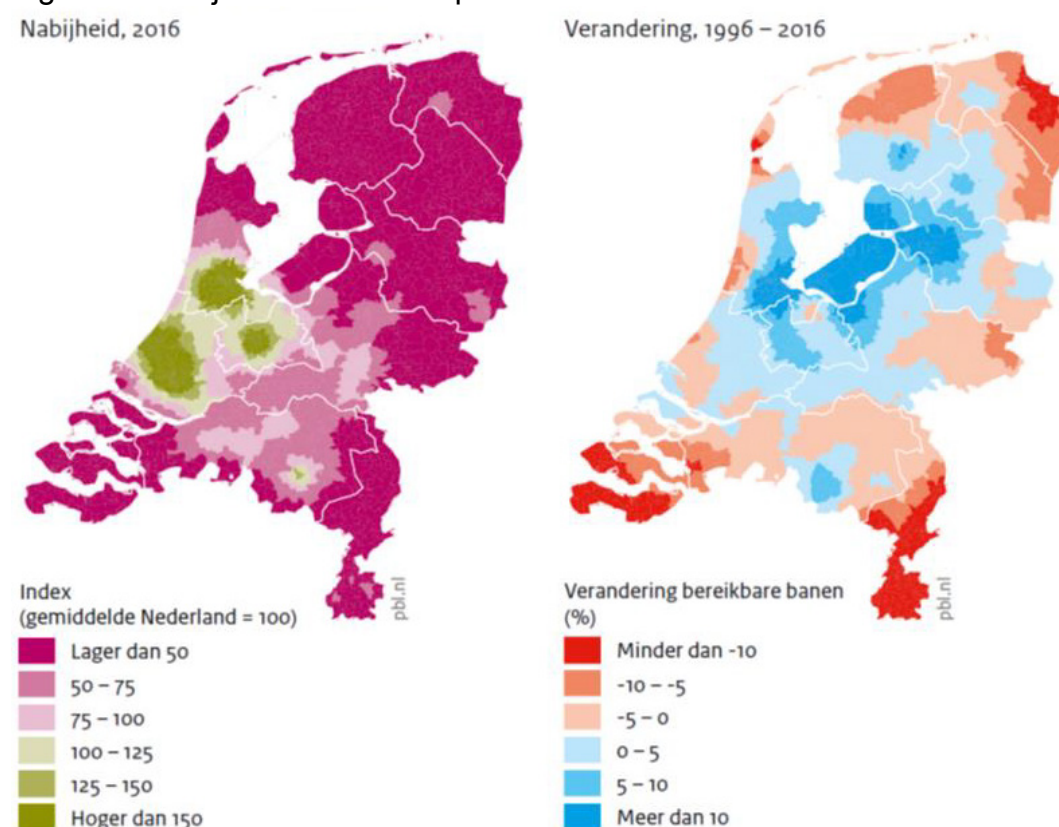 Nabijheid, 2016
Verandering, 1996 – 2016
pbl.nl
pbl.nl
Index
(gemiddelde Nederland = 100)
Lager dan 50
50 – 75
75 – 100
100 – 125
125 – 150
Hoger dan 150
Verandering bereikbare banen
(%)
Minder dan -10
-10 – -5
-5 – 0
0 – 5
5 – 10
Meer dan 10